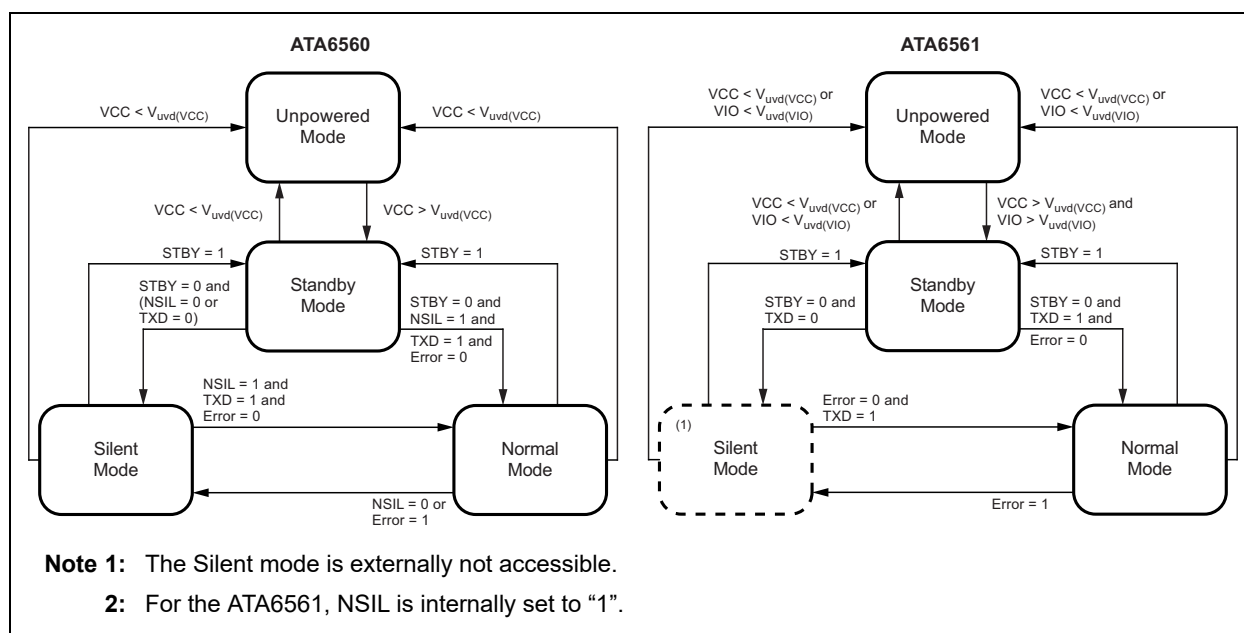 ATA6560
VCC < Vuvd(VCC)
Unpowered
Mode
VCC < Vuvd(VCC)
VCC < Vuvd(VCC)
VCC > Vuvd(VCC)
STBY = 1
Standby
Mode
STBY = 1
STBY = 0 and
(NSIL = 0 or
TXD = 0)
STBY = 0 and
NSIL = 1 and
TXD = 1 and
Error = 0
NSIL = 1 and
TXD = 1 and
Error = 0
Silent
Mode
Normal
Mode
NSIL = 0 or
Error = 1
ATA6561
VCC < Vuvd(VCC) or
VIO < Vuvd(VIO)
Unpowered
Mode
VCC < Vuvd(VCC) or
VIO < Vuvd(VIO)
VCC < Vuvd(VCC) or
VIO < Vuvd(VIO)
VCC > Vuvd(VCC) and
VIO > Vuvd(VIO)
STBY = 1
Standby
Mode
STBY = 1
STBY = 0 and
TXD = 0
STBY = 0 and
TXD = 1 and
Error = 0
Error = 0 and
TXD = 1
(1)
Silent
Mode
Normal
Mode
Error = 1
Note 1: The Silent mode is externally not accessible.
2: For the ATA6561, NSIL is internally set to “1”.